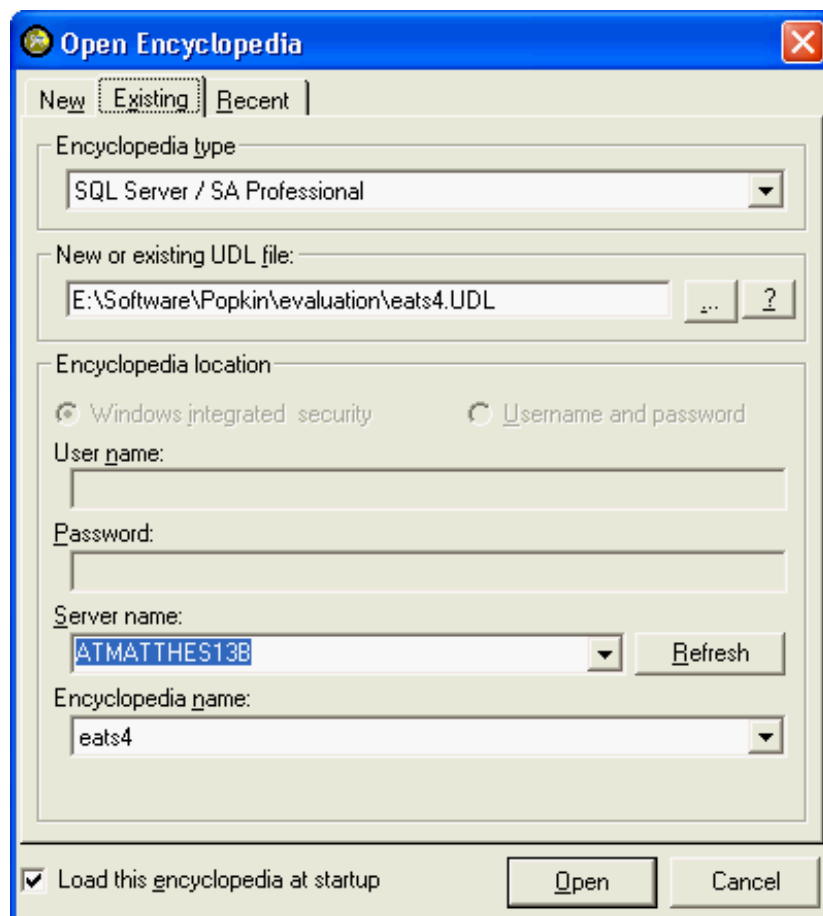 Open Encyclopedia
New Existing Recent
Encyclopedia type
SQL Server / SA Professional
New or existing UDL file:
E:\Software\Popkin\evaluation\eats4.UDL ... ?
Encyclopedia location
Windows integrated security Username and password
User name:
Password:
Server name:
ATMATTHES13B Refresh
Encyclopedia name:
eats4
Load this encyclopedia at startup Open Cancel